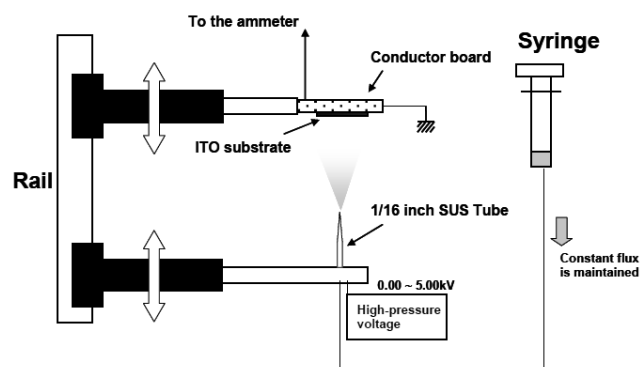 To the ammeter
Conductor board
Syringe
ITO substrate
Rail
1/16 inch SUS Tube
Constant flux
is maintained
0.00 ~ 5.00kV
High-pressure
voltage